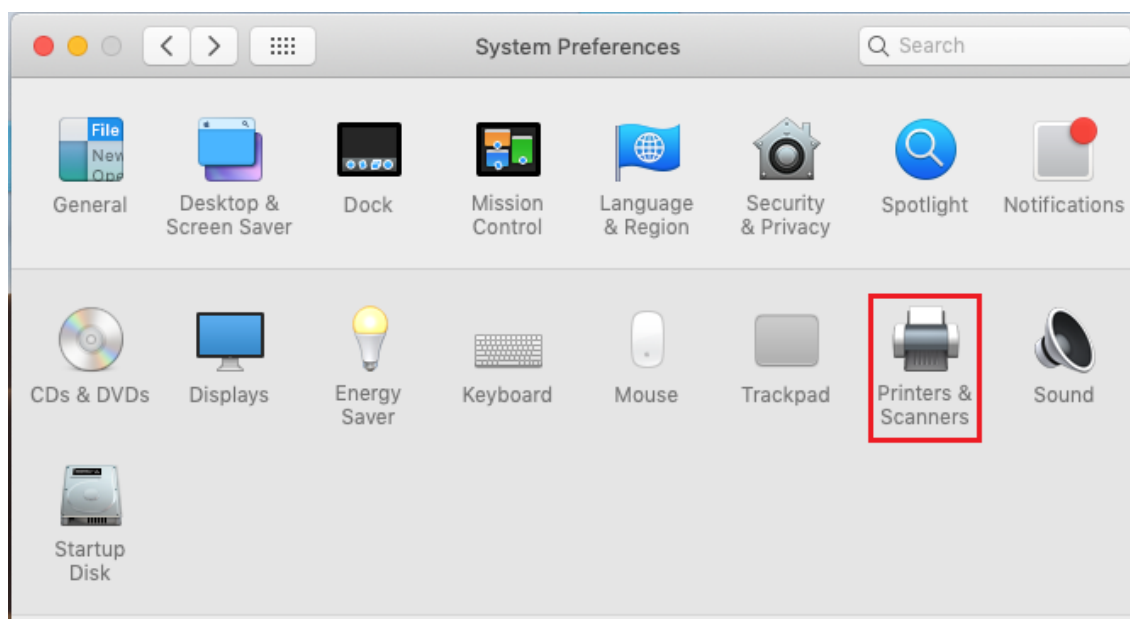 System Preferences
Search
File
New
Ope
General
Desktop &
Screen Saver
Dock
Mission
Control
Language
& Region
Security
& Privacy
Spotlight
Notifications
CDs & DVDs
Displays
Energy
Saver
Keyboard
Mouse
Trackpad
Printers &
Scanners
Sound
Startup
Disk